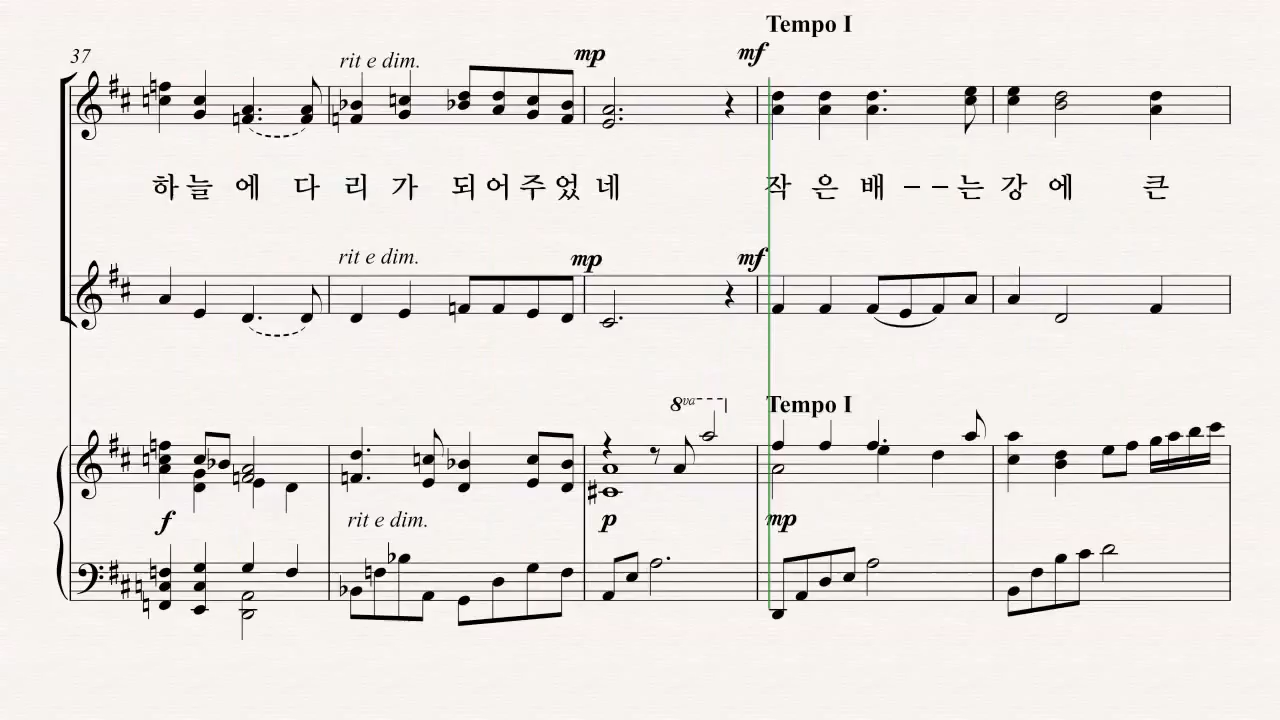 Tempo I
37 rit e dim. mp mf
하늘 에 다 리 가 되어주었 네 작 은 배 -- 는 강 에 큰
rit e dim. mp mf
8va Tempo I
f rit e dim. p mp